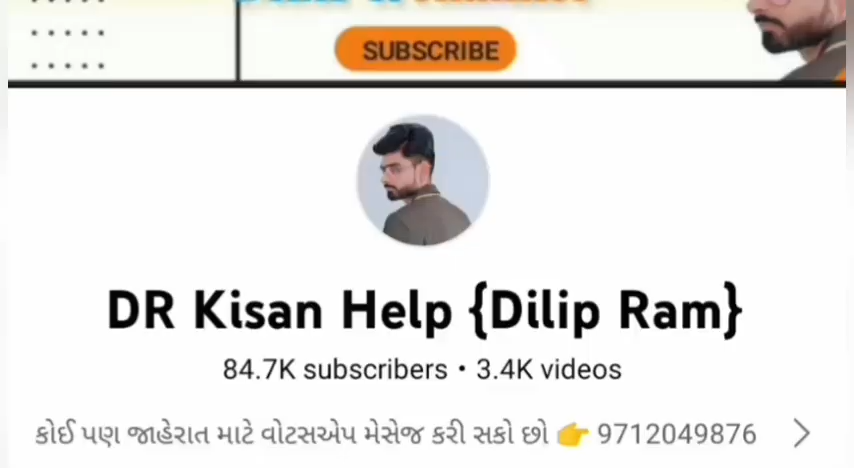 SUBSCRIBE
DR Kisan Help {Dilip Ram}
84.7K subscribers • 3.4K videos
કોઈ પણ જાહેરાત માટે વોટસએપ મેસેજ કરી સકો છો 👉 9712049876